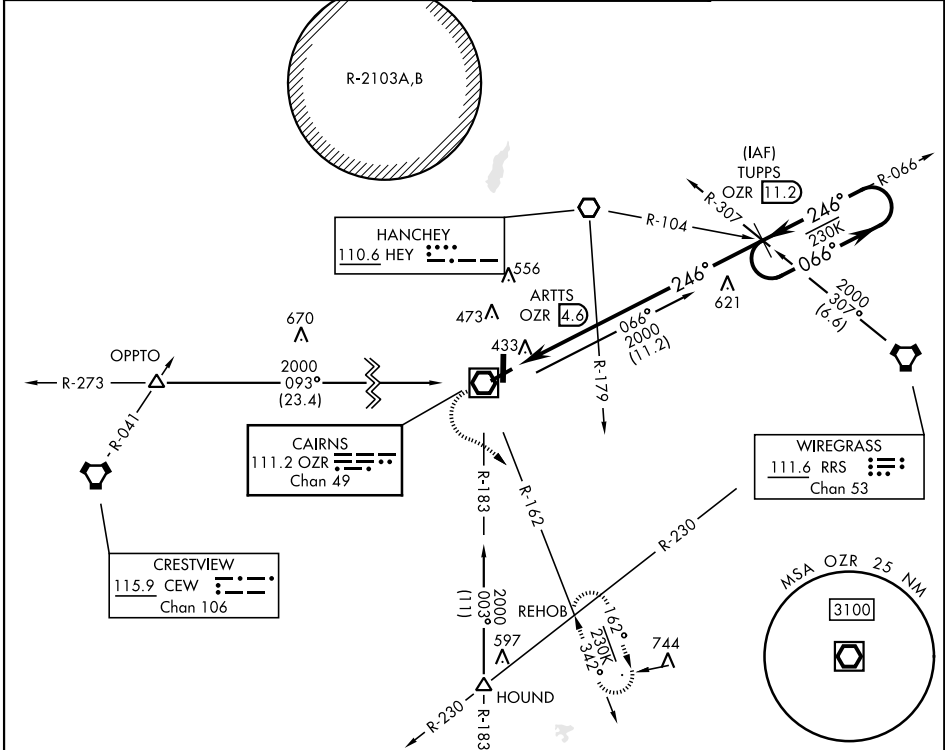 R-2103A,B
(IAF)
TUPPS
OZR 11.2
R-066
R-307
246°
230K
066°
R-104
HANCHEY
110.6 HEY
556
246°
621
2000
307°
(6.6)
ARTTS
OZR 4.6
473
066°
2000
(11.2)
670
433
OPPTO
2000
093°
(23.4)
R-273
R-179
R-041
CAIRNS
111.2 OZR
Chan 49
WIREGRASS
111.6 RRS
Chan 53
R-183
R-162
R-230
CRESTVIEW
115.9 CEW
Chan 106
MSA OZR 25 NM
3100
2000
003°
(11)
REHOB
162°
230K
342°
597
744
HOUND
R-230
R-183